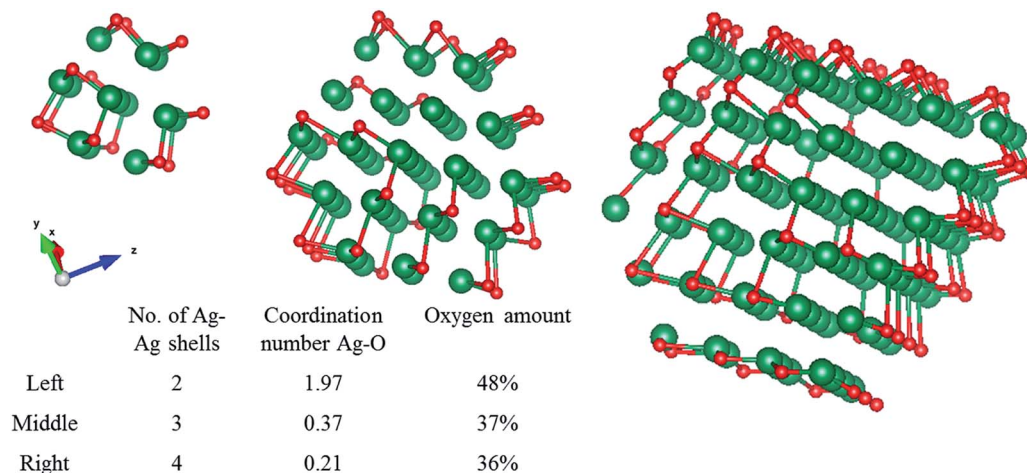 y
x
z
No. of Ag-
Ag shells
Coordination
number Ag-O
Oxygen amount
Left 2 1.97 48%
Middle 3 0.37 37%
Right 4 0.21 36%